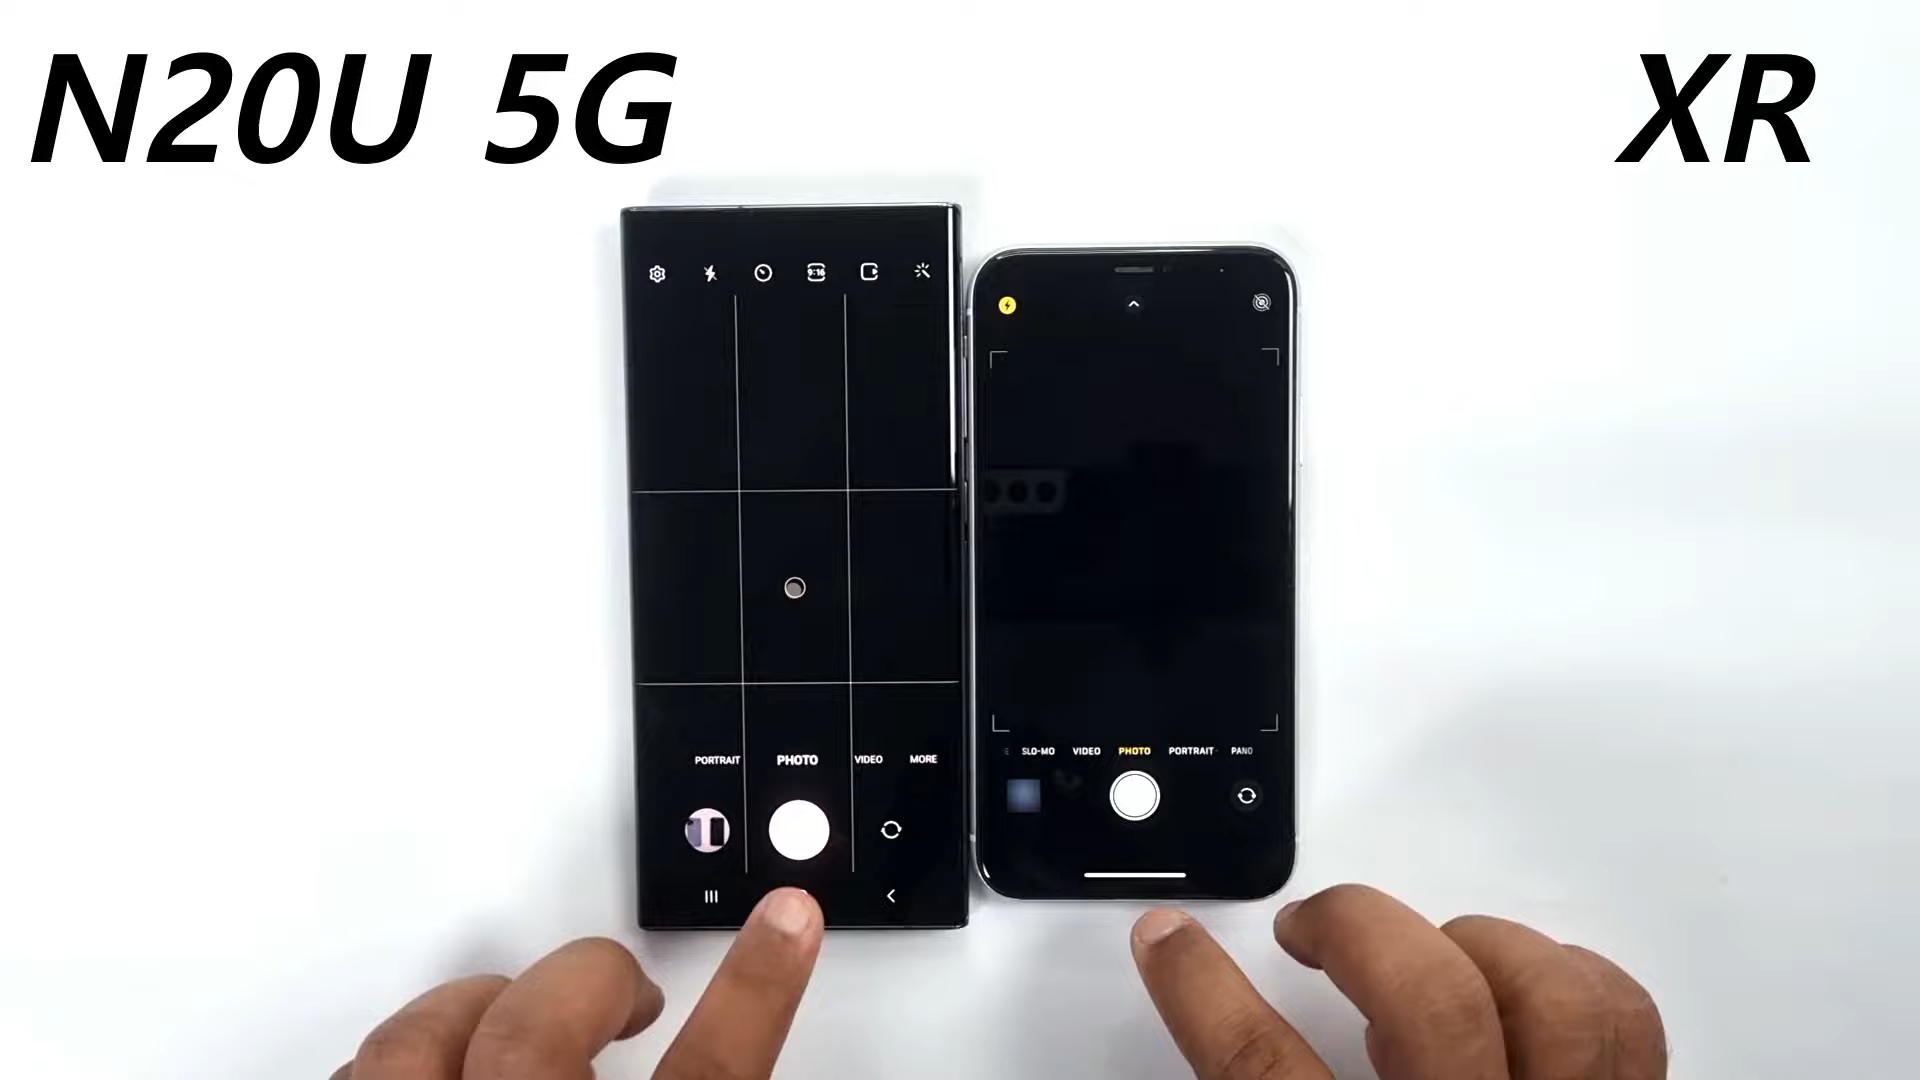 N20U 5G
XR
9:16
PORTRAIT PHOTO VIDEO MORE
SLO-MO VIDEO PHOTO PORTRAIT PANO